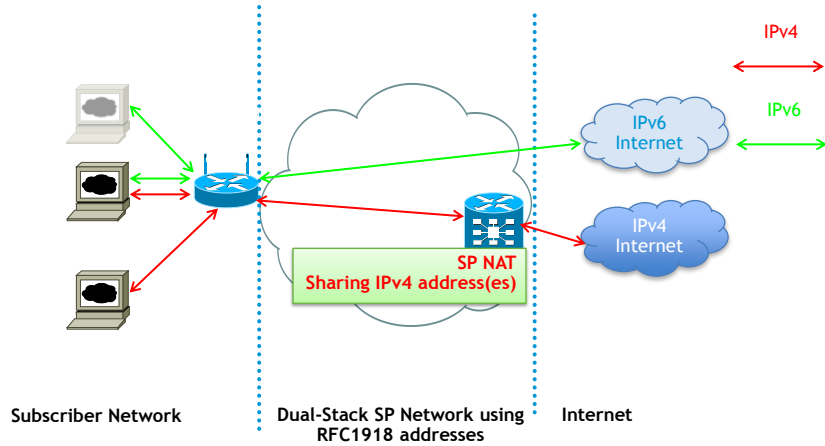 IPv4
IPv6
IPv6
Internet
IPv4
Internet
SP NAT
Sharing IPv4 address(es)
Subscriber Network
Dual-Stack SP Network using
RFC1918 addresses
Internet